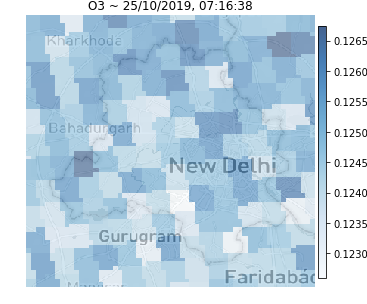 O3 ~ 25/10/2019, 07:16:38
Kharkhoda
Bahadurgarh
New Delhi
Gurugram
Faridabad
0.1265
0.1260
0.1255
0.1250
0.1245
0.1240
0.1235
0.1230